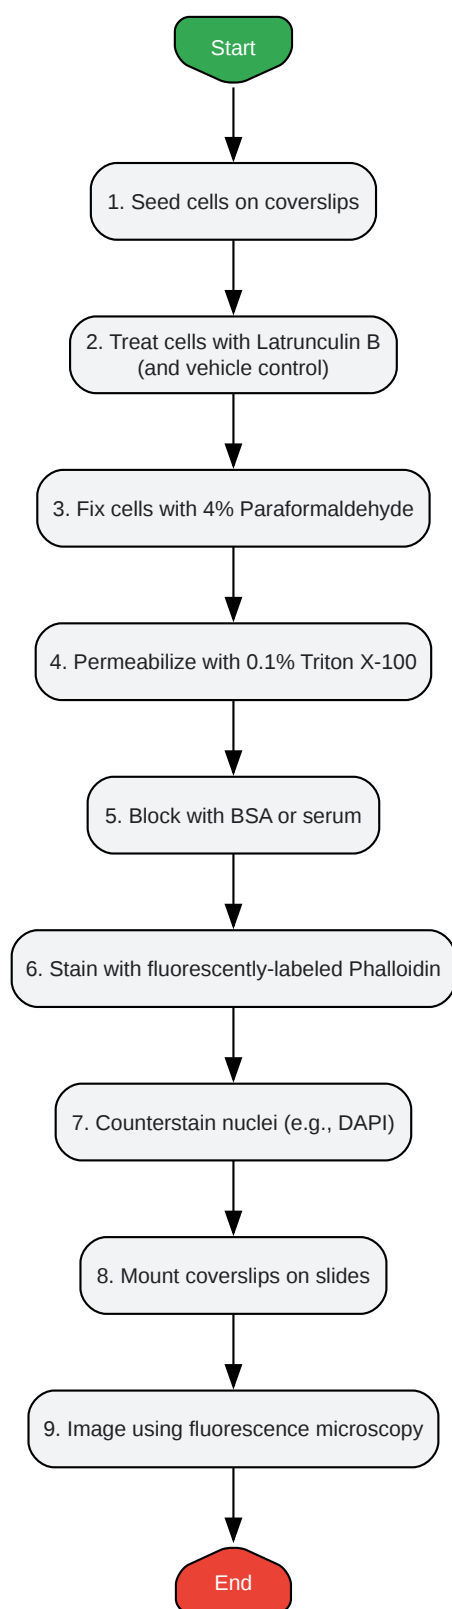 Start
1. Seed cells on coverslips
2. Treat cells with Latrunculin B
(and vehicle control)
3. Fix cells with 4% Paraformaldehyde
4. Permeabilize with 0.1% Triton X-100
5. Block with BSA or serum
6. Stain with fluorescently-labeled Phalloidin
7. Counterstain nuclei (e.g., DAPI)
8. Mount coverslips on slides
9. Image using fluorescence microscopy
End